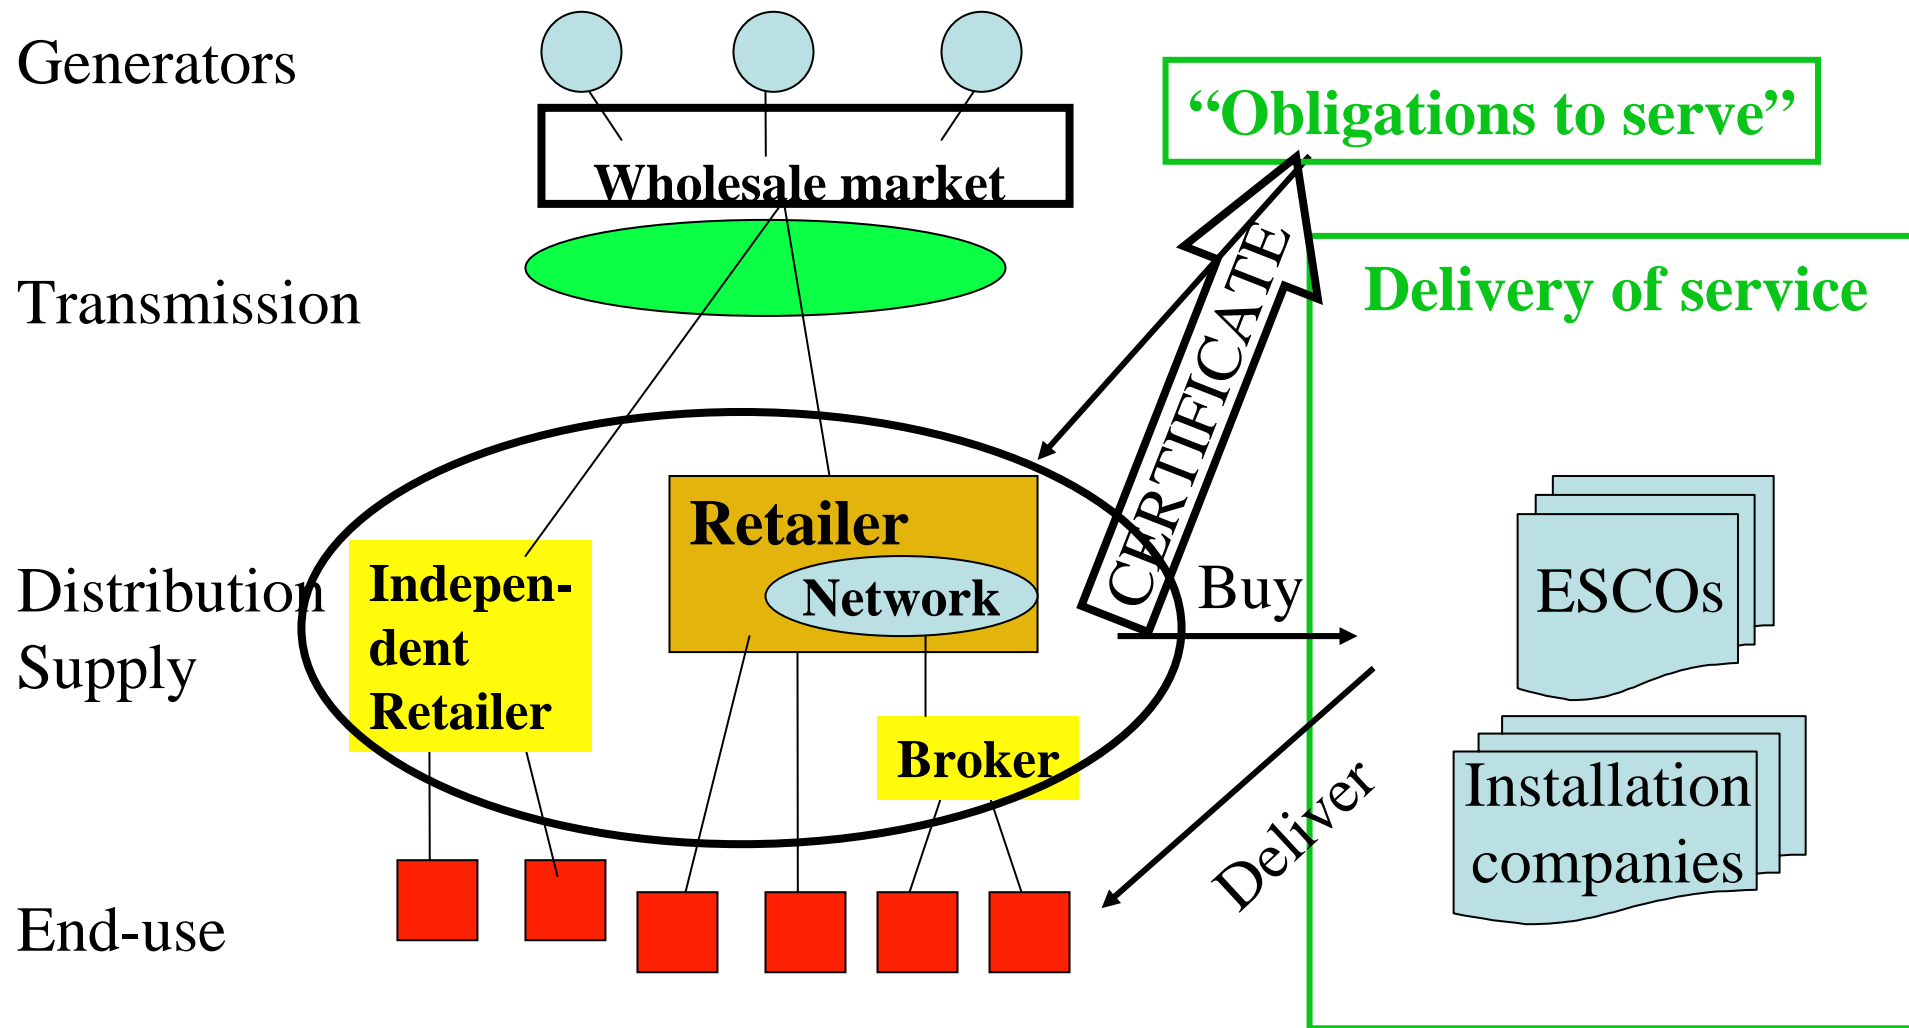 Generators
“Obligations to serve”
Wholesale market
Delivery of service
Transmission
CERTIFICATE
Retailer
Network
Indepen-
dent
Retailer
Distribution
Supply
Buy
ESCOs
Broker
Deliver
Installation
companies
End-use